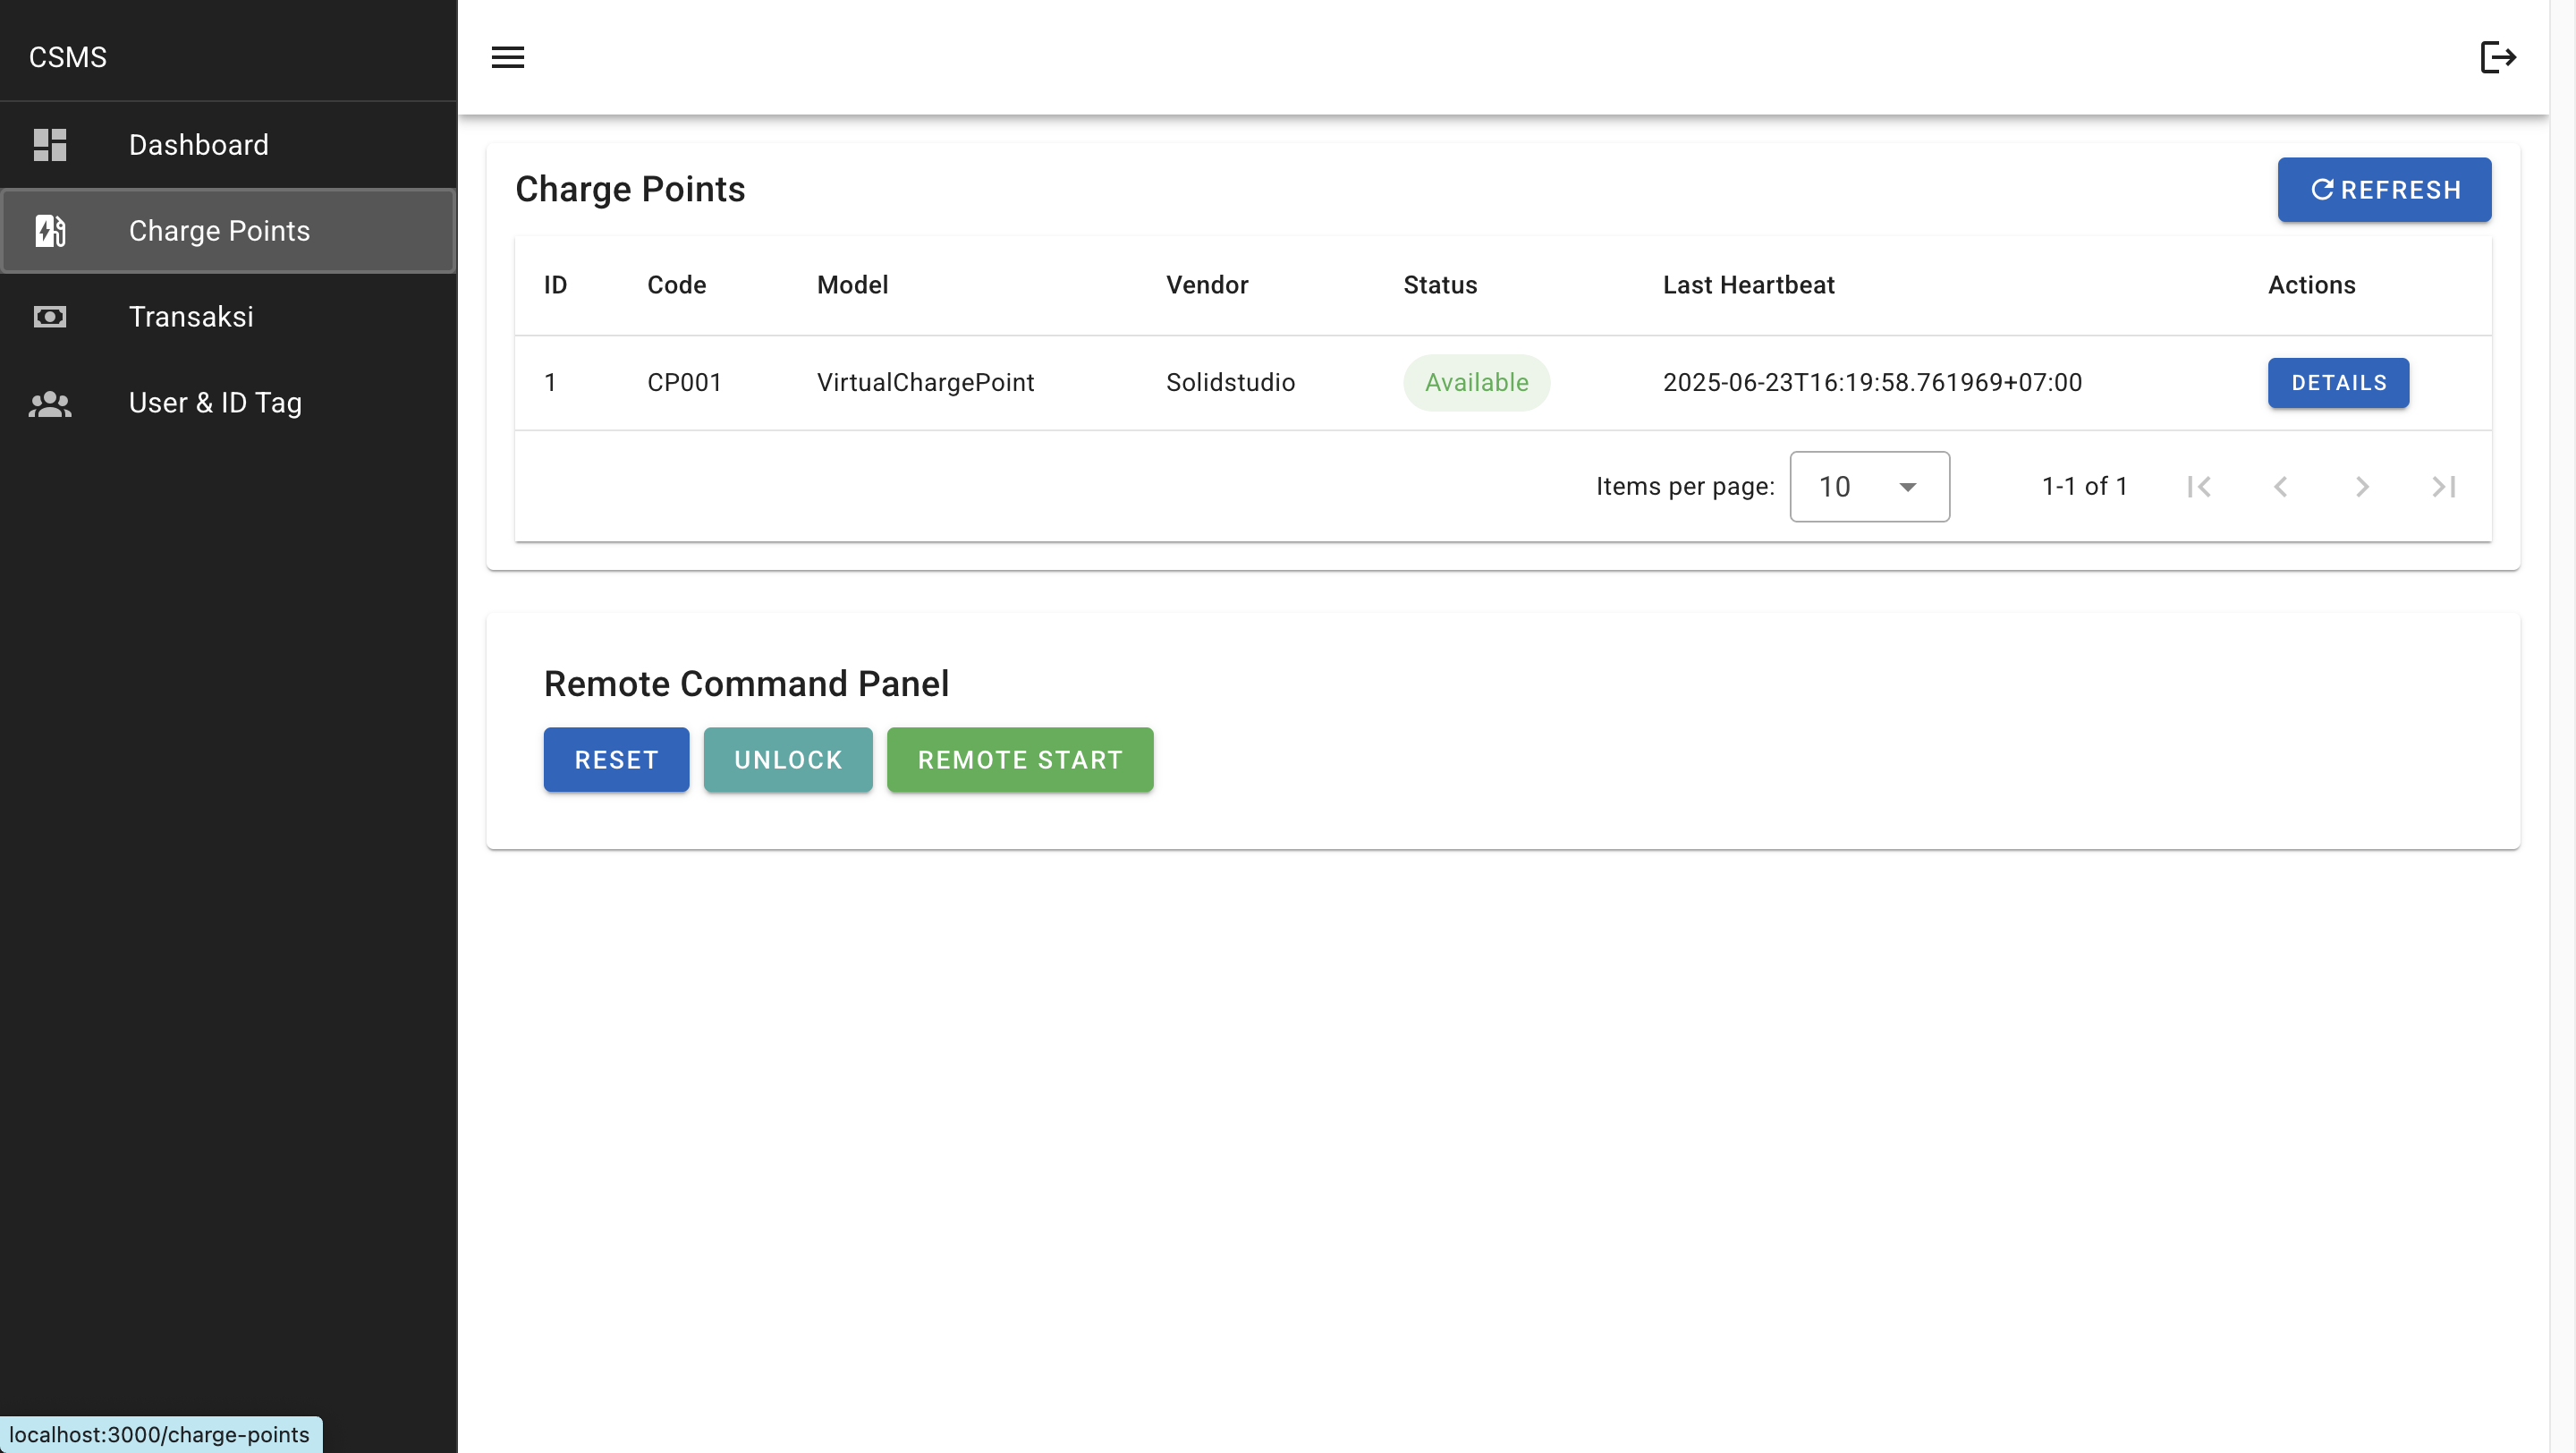 CSMS
Dashboard
Charge Points
Transaksi
User & ID Tag
Charge Points
REFRESH
ID Code Model Vendor Status Last Heartbeat Actions
1 CP001 VirtualChargePoint Solidstudio Available 2025-06-23T16:19:58.761969+07:00 DETAILS
Items per page: 10 1-1 of 1
Remote Command Panel
RESET UNLOCK REMOTE START
localhost:3000/charge-points